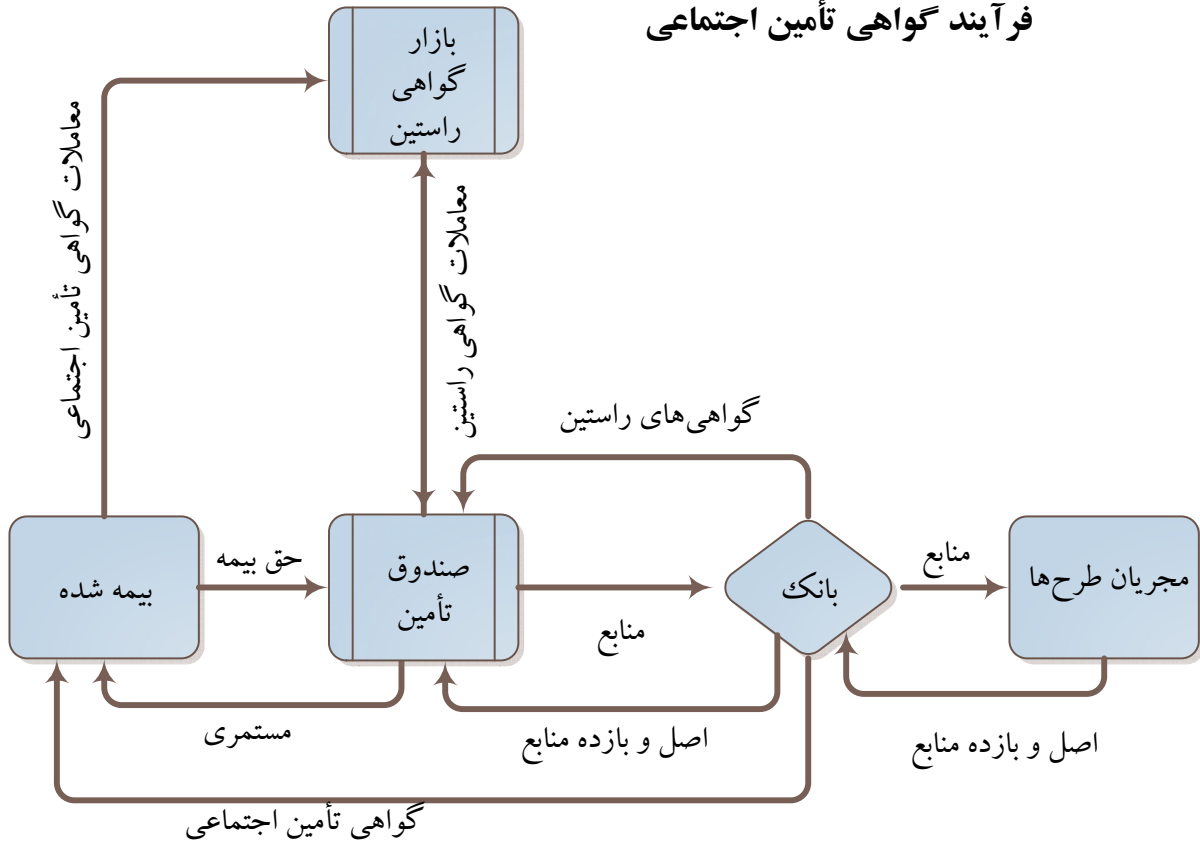 فرآیند گواهی تأمین اجتماعی
بازار
گواهی
راستین
معاملات گواهی تأمین اجتماعی
معاملات گواهی راستین
گواهی‌های راستین
مجریان طرح‌ها
منابع
بانک
منابع
صندوق
تأمین
حق بیمه
بیمه شده
اصل و بازده منابع
اصل و بازده منابع
مستمری
گواهی تأمین اجتماعی